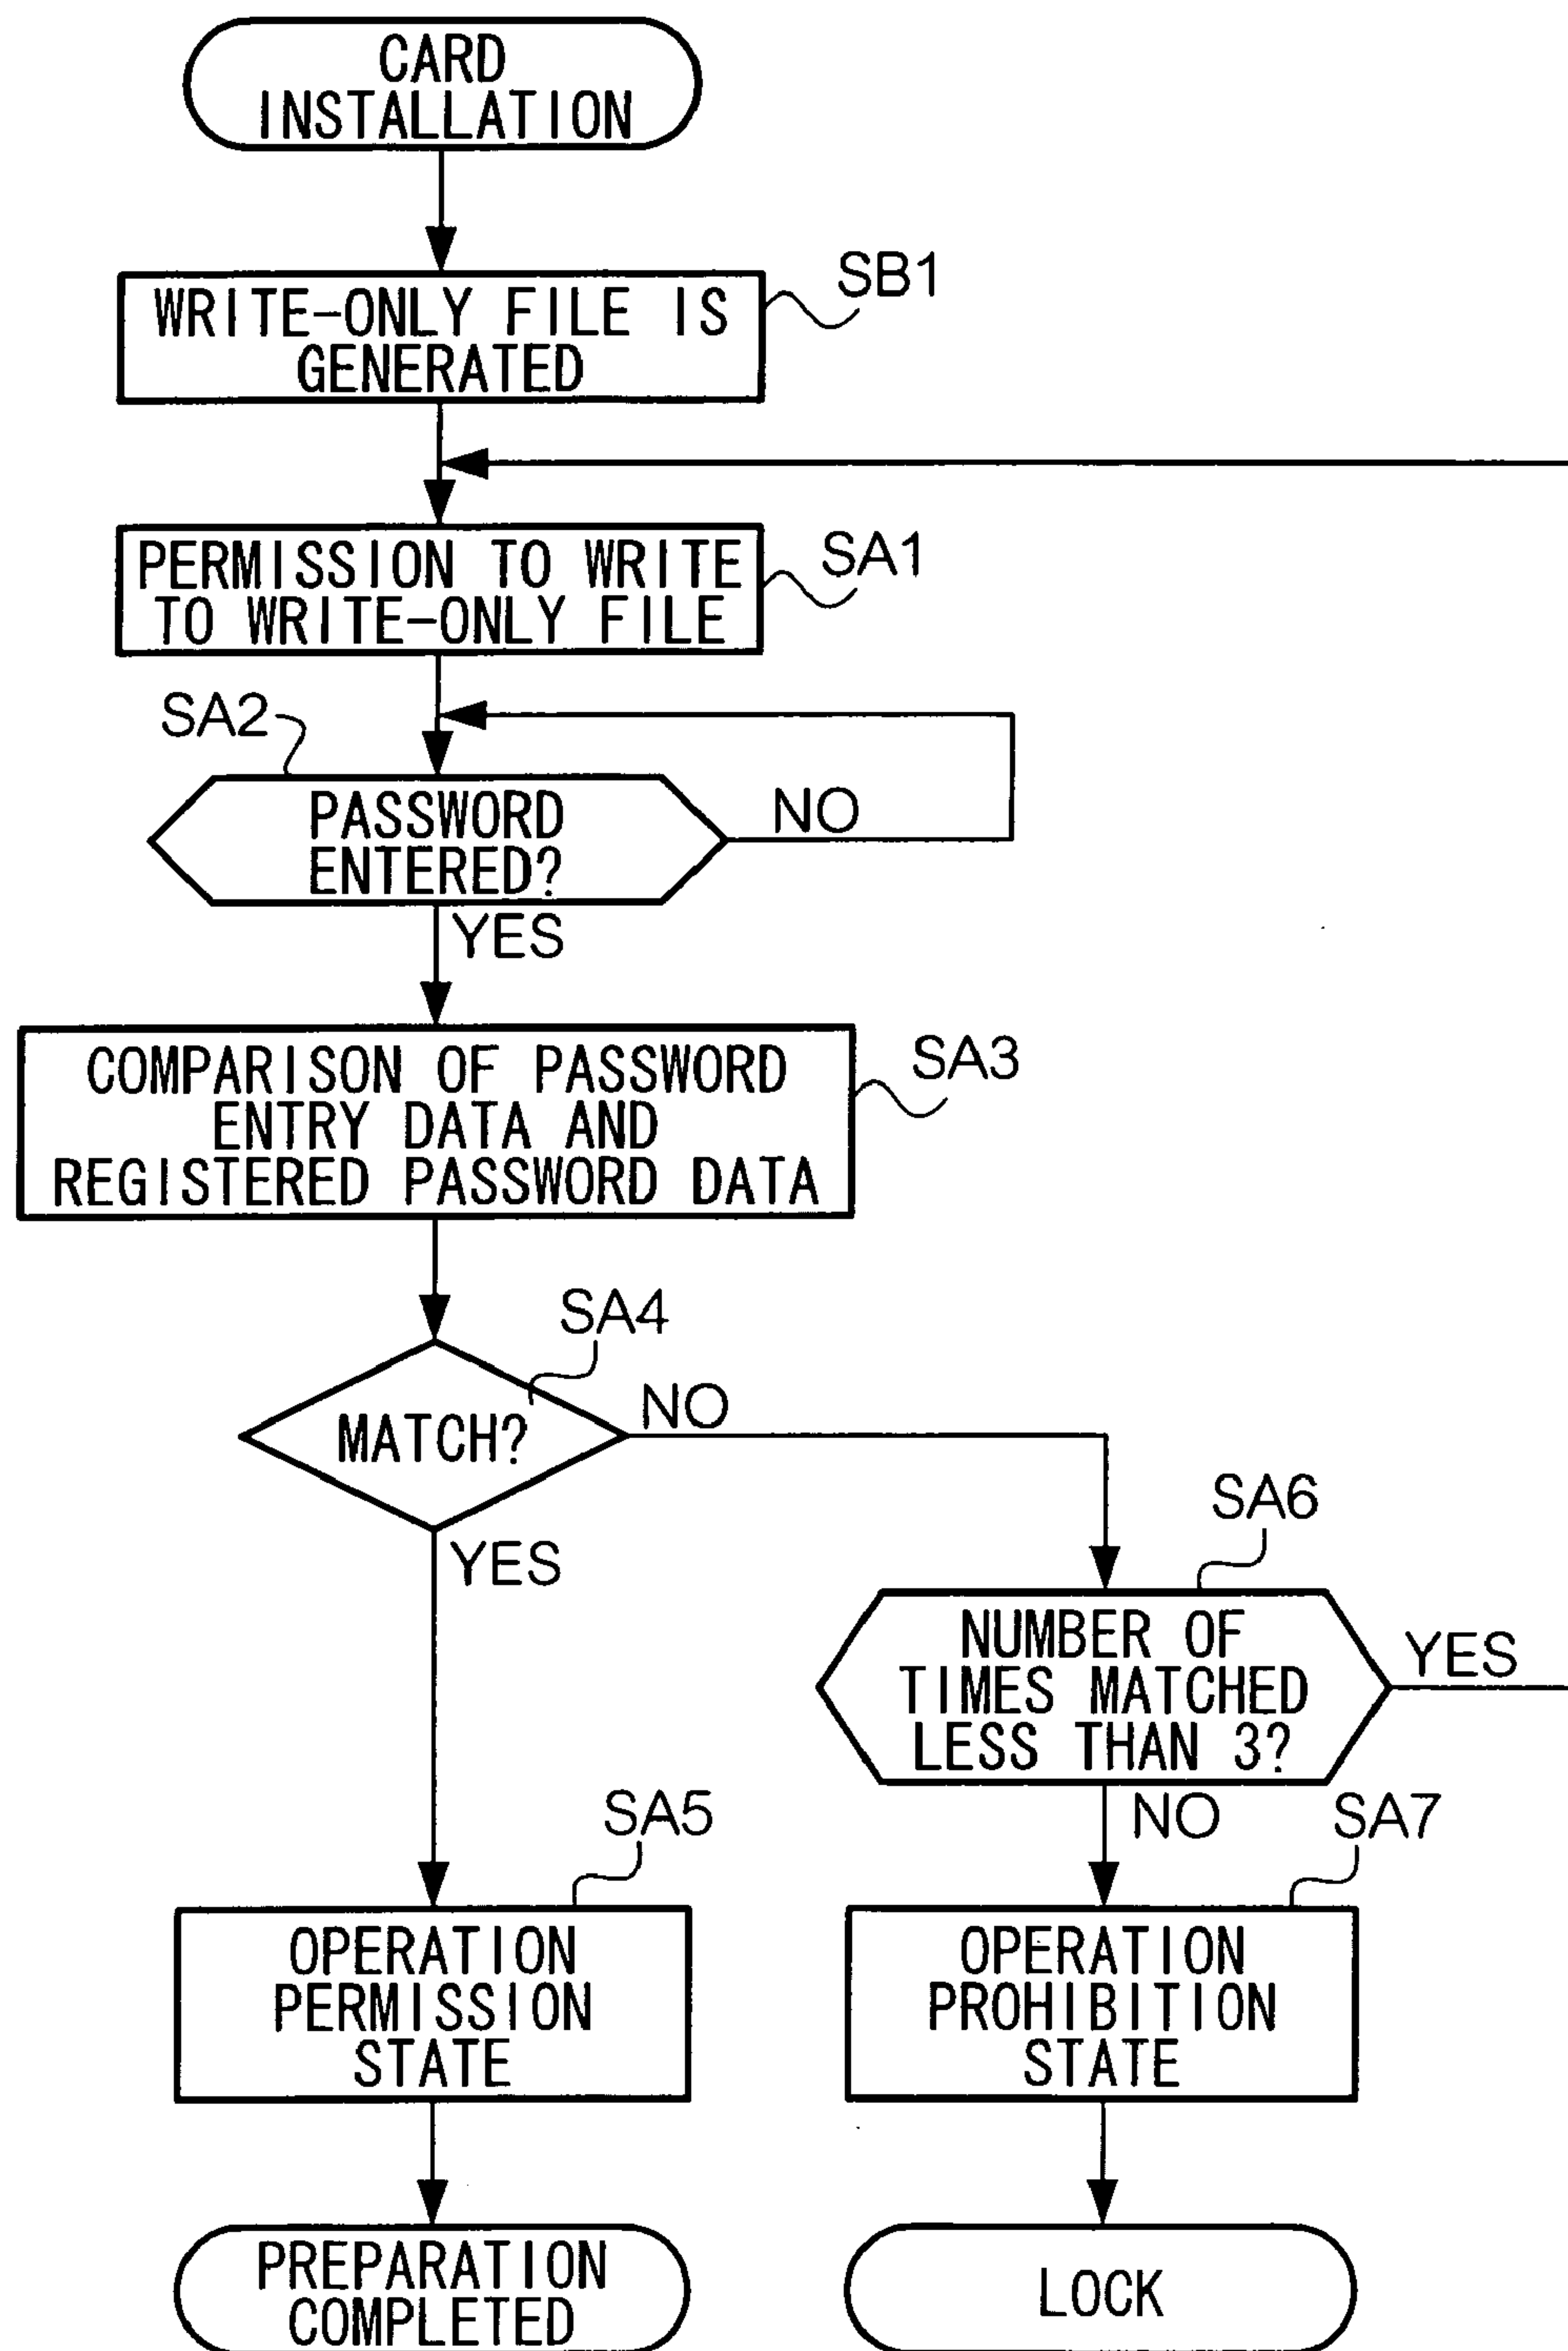 CARD
INSTALLATION
SB1
WRITE-ONLY FILE IS
GENERATED
SA1
PERMISSION TO WRITE
TO WRITE-ONLY FILE
SA2
PASSWORD
ENTERED?
NO
YES
SA3
COMPARISON OF PASSWORD
ENTRY DATA AND
REGISTERED PASSWORD DATA
SA4
MATCH?
NO
YES
SA6
NUMBER OF
TIMES MATCHED
LESS THAN 3?
YES
NO
SA5
OPERATION
PERMISSION
STATE
SA7
OPERATION
PROHIBITION
STATE
PREPARATION
COMPLETED
LOCK